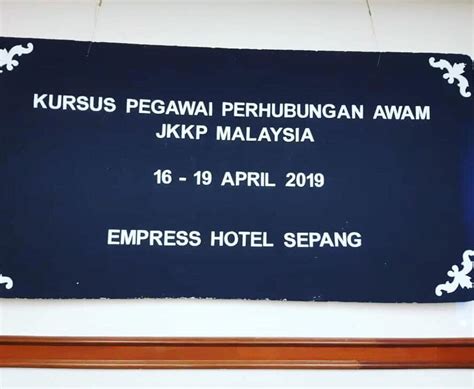 KURSUS PEGAWAI PERHUBUNGAN AWAM
JKKP MALAYSIA
16 - 19 APRIL 2019
EMPRESS HOTEL SEPANG